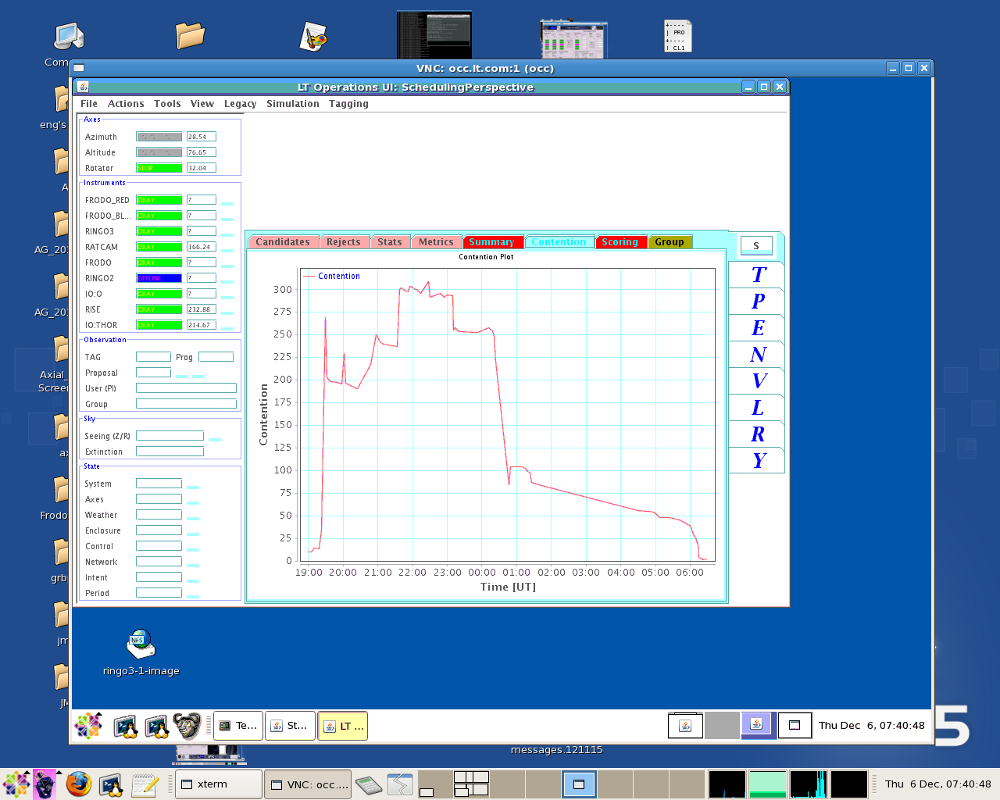 PRO
CL1
Com
VNC: occ.lt.com:1 (occ)
LT Operations UI: SchedulingPerspective
File Actions Tools View Legacy Simulation Tagging
eng's
AG_20
AG_20
Axial_
Screen
Frodo
grb
jm
JM
Axes
Azimuth 28.54
Altitude 76.65
Rotator STOP 32.04
Instruments
FRODO_RED OKAY ?
FRODO_BL... OKAY ?
RINGO3 OKAY ?
RATCAM OKAY 166.24
FRODO OKAY ?
RINGO2 OFFLINE ?
IO:O OKAY ?
RISE OKAY 232.88
IO:THOR OKAY 214.67
Observation
TAG Prog
Proposal
User (PI)
Group
Sky
Seeing (Z/R)
Extinction
State
System
Axes
Weather
Enclosure
Control
Network
Intent
Period
Candidates Rejects Stats Metrics Summary Contention Scoring Group
Contention Plot
Contention
300
275
250
225
200
175
150
125
100
75
50
25
0
Contention
19:00 20:00 21:00 22:00 23:00 00:00 01:00 02:00 03:00 04:00 05:00 06:00
Time [UT]
S
T
P
E
N
V
L
R
Y
NFS
ringo3-1-image
Te... St... LT ...
Thu Dec 6, 07:40:48
5
messages.121115
xterm VNC: occ....
Thu 6 Dec, 07:40:48